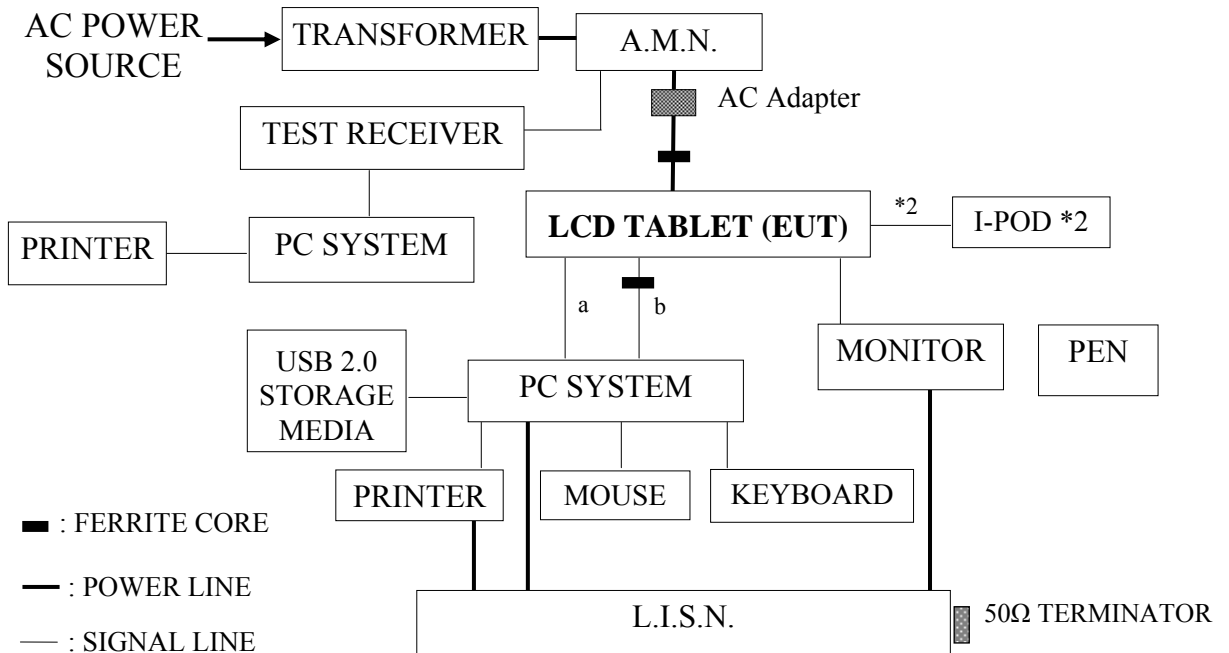 AC POWER
SOURCE
TRANSFORMER
A.M.N.
AC Adapter
TEST RECEIVER
LCD TABLET (EUT)
*2
I-POD *2
PRINTER
PC SYSTEM
a
b
USB 2.0
STORAGE
MEDIA
PC SYSTEM
MONITOR
PEN
PRINTER
MOUSE
KEYBOARD
: FERRITE CORE
: POWER LINE
: SIGNAL LINE
L.I.S.N.
50Ω TERMINATOR